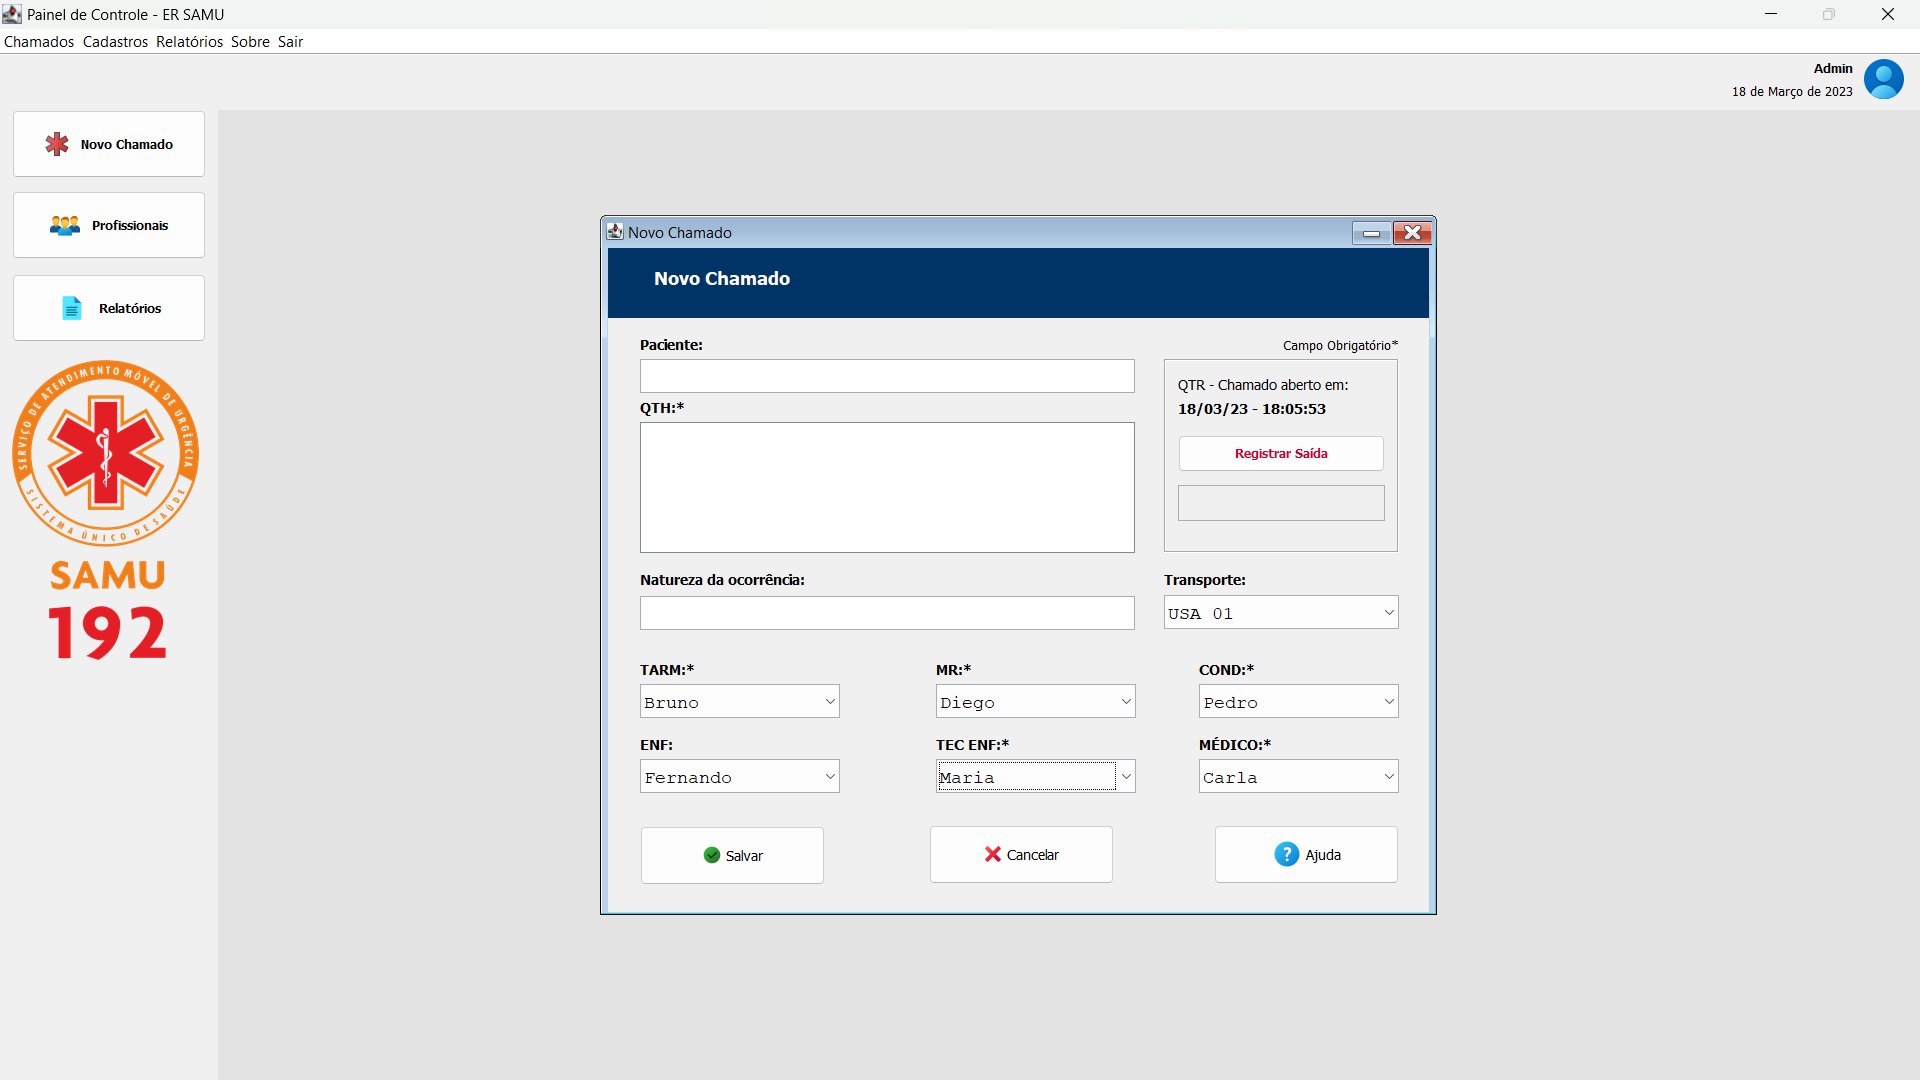 Painel de Controle - ER SAMU
Chamados Cadastros Relatórios Sobre Sair
Admin
18 de Março de 2023
Novo Chamado
Profissionais
Relatórios
SERVIÇO DE ATENDIMENTO MÓVEL DE URGÊNCIA
SISTEMA ÚNICO DE SAÚDE
SAMU
192
Novo Chamado
Novo Chamado
Paciente:
Campo Obrigatório*
QTH:*
QTR - Chamado aberto em:
18/03/23 - 18:05:53
Registrar Saída
Natureza da ocorrência:
Transporte:
USA 01
TARM:* MR:* COND:*
Bruno Diego Pedro
ENF: TEC ENF:* MÉDICO:*
Fernando Maria Carla
Salvar Cancelar ? Ajuda